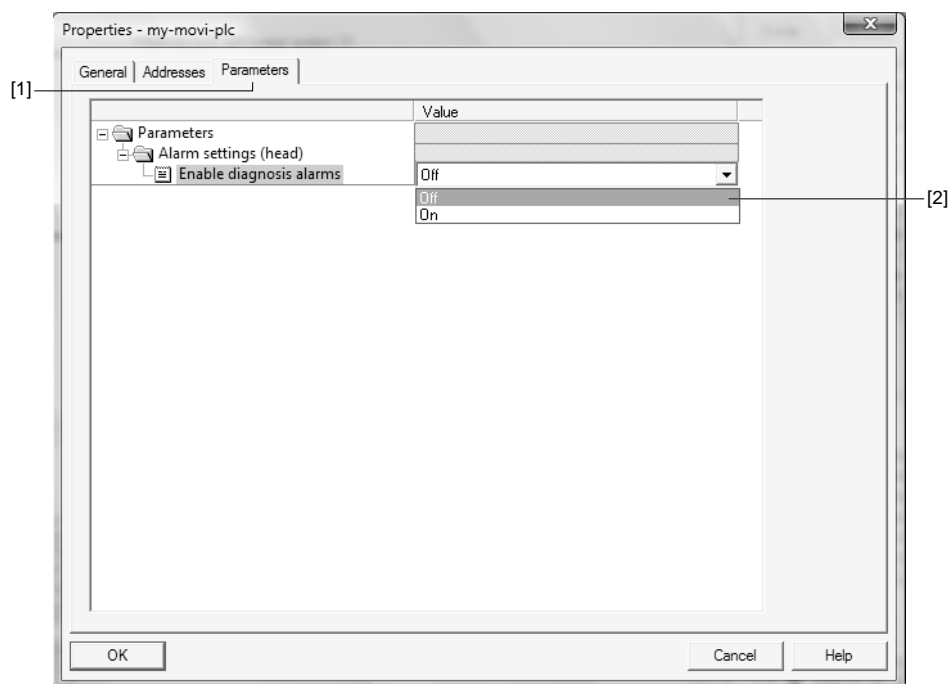 Properties - my-movi-plc
General Addresses Parameters
[1]
Value
Parameters
Alarm settings (head)
Enable diagnosis alarms Off
Off
[2]
On
OK Cancel Help